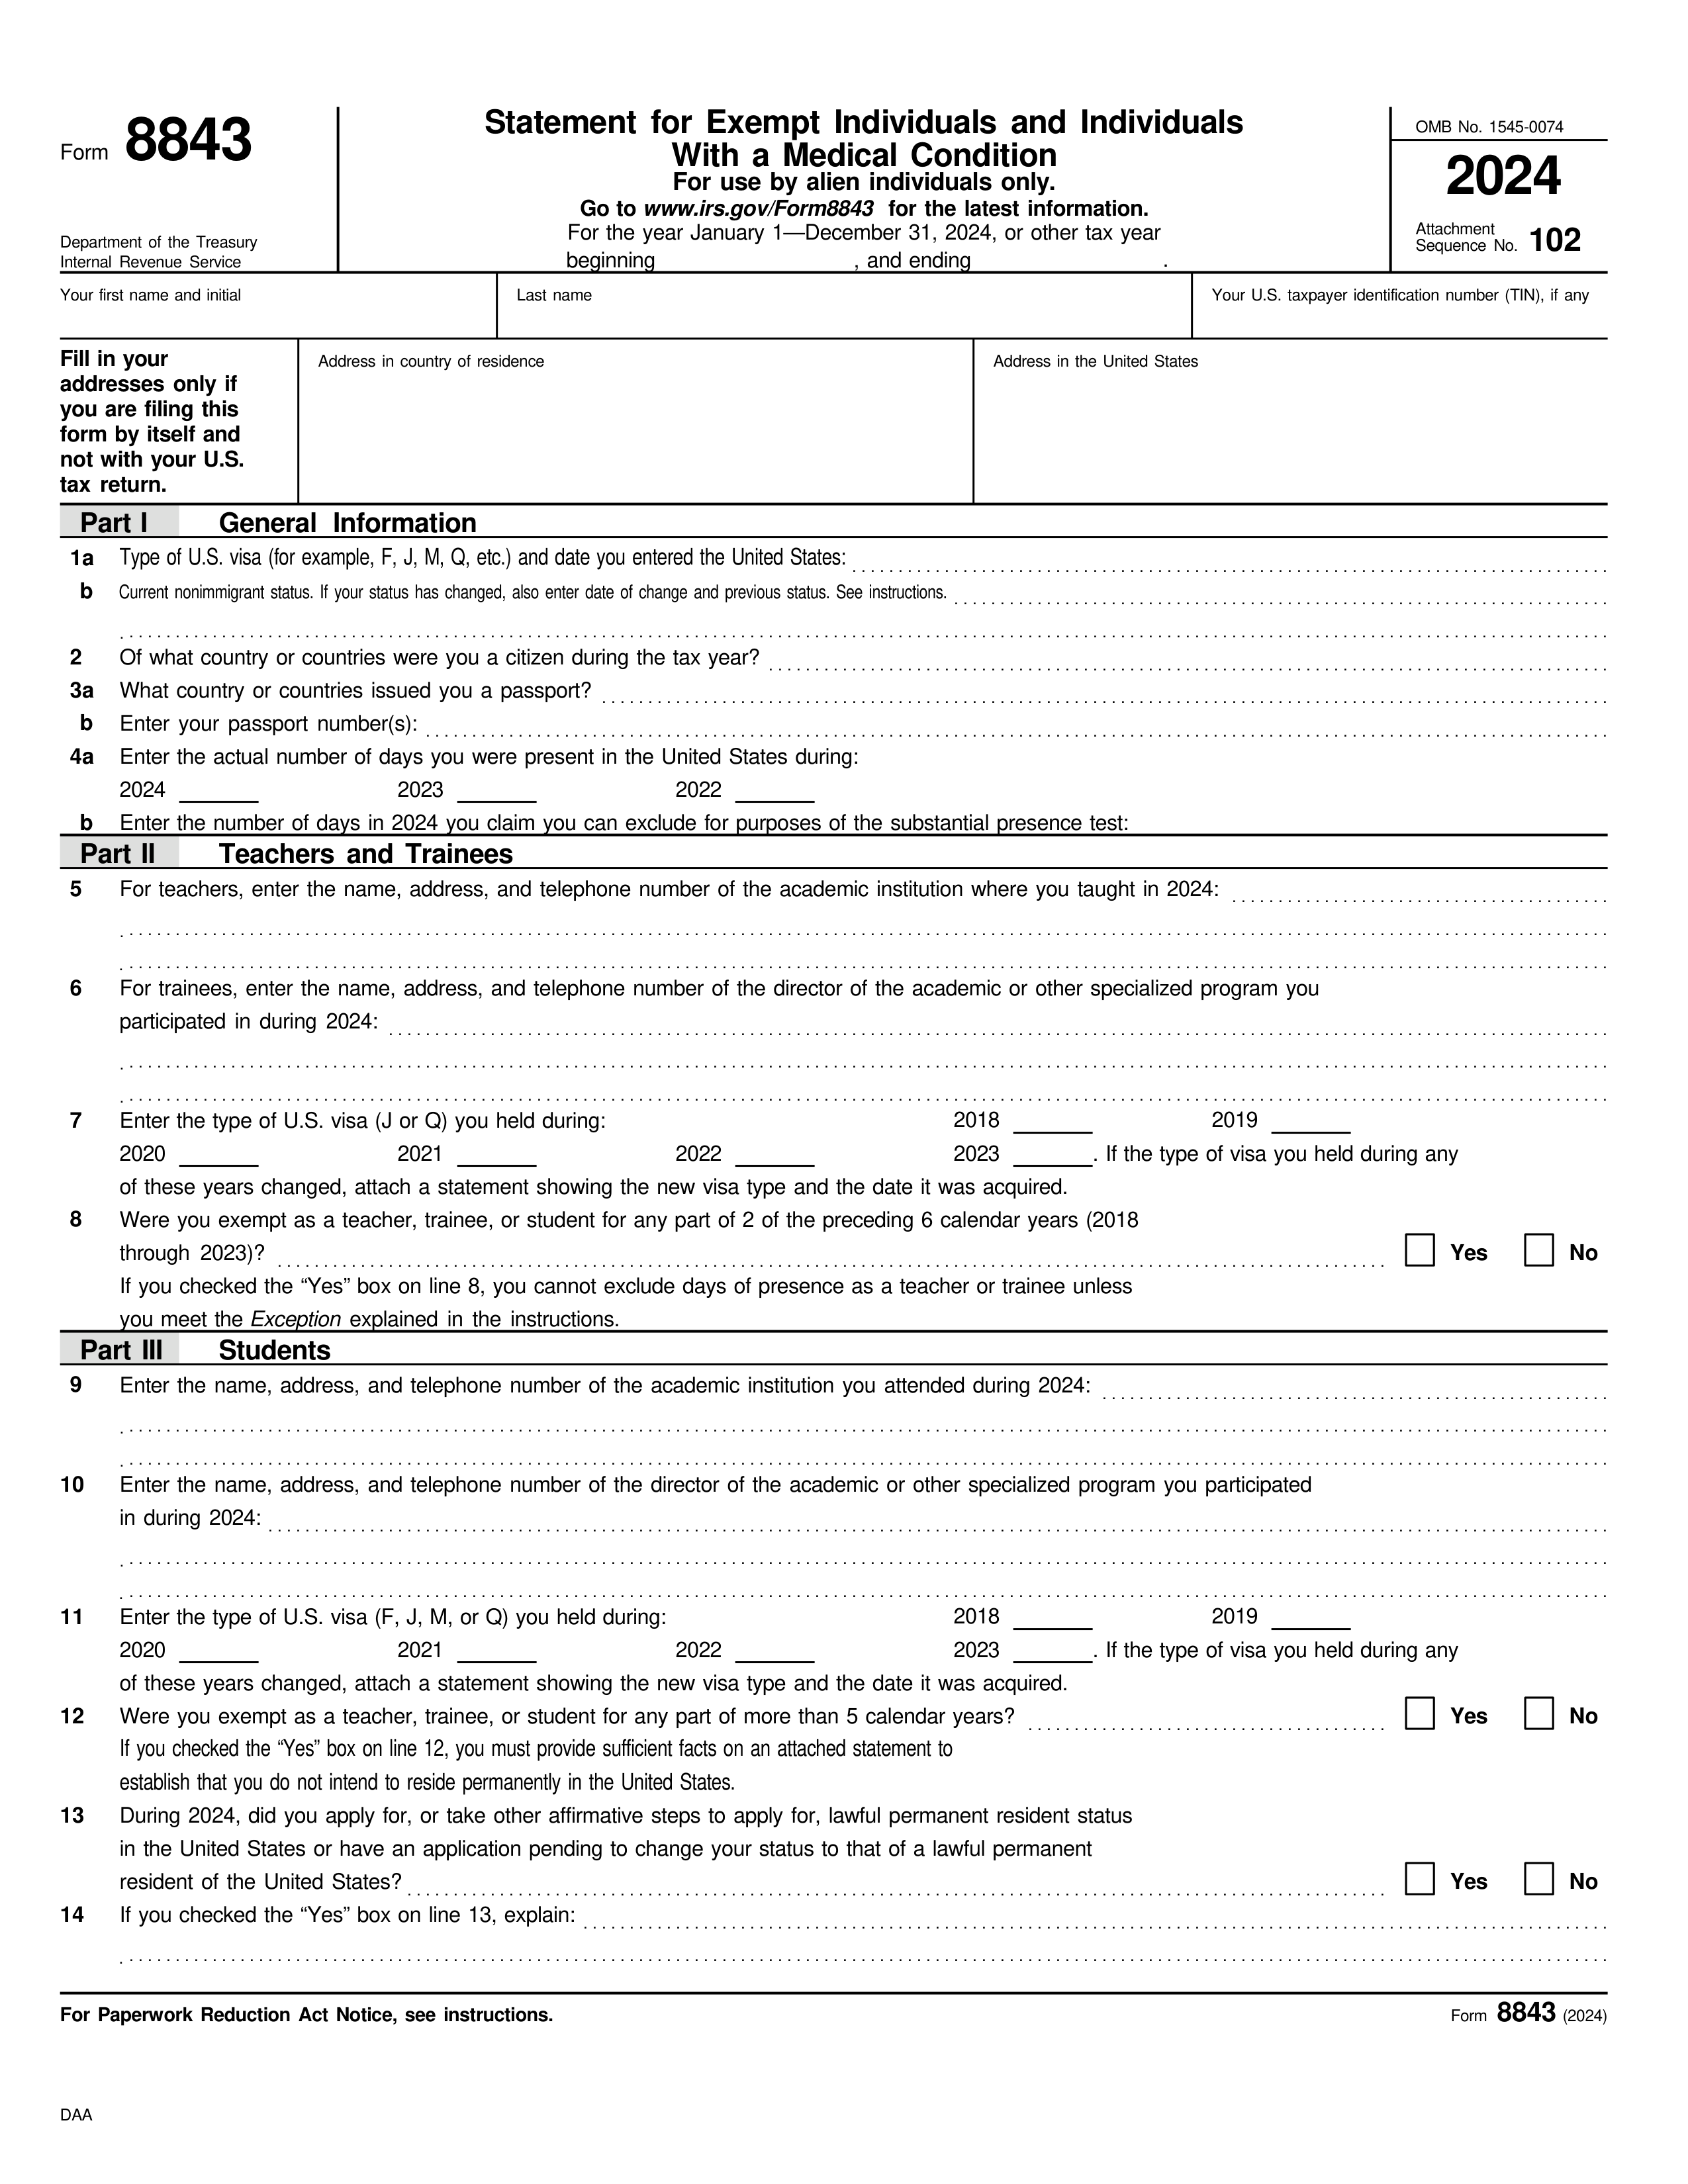 Form 8843
Department of the Treasury
Internal Revenue Service
Statement for Exempt Individuals and Individuals
With a Medical Condition
For use by alien individuals only.
Go to www.irs.gov/Form8843 for the latest information.
For the year January 1—December 31, 2024, or other tax year
beginning , and ending .
OMB No. 1545-0074
2024
Attachment
Sequence No. 102
Your first name and initial
Last name
Your U.S. taxpayer identification number (TIN), if any
Fill in your
addresses only if
you are filing this
form by itself and
not with your U.S.
tax return.
Address in country of residence
Address in the United States
Part I General Information
1a Type of U.S. visa (for example, F, J, M, Q, etc.) and date you entered the United States:
b Current nonimmigrant status. If your status has changed, also enter date of change and previous status. See instructions.
2 Of what country or countries were you a citizen during the tax year?
3a What country or countries issued you a passport?
b Enter your passport number(s):
4a Enter the actual number of days you were present in the United States during:
2024 2023 2022
b Enter the number of days in 2024 you claim you can exclude for purposes of the substantial presence test:
Part II Teachers and Trainees
5 For teachers, enter the name, address, and telephone number of the academic institution where you taught in 2024:
6 For trainees, enter the name, address, and telephone number of the director of the academic or other specialized program you
participated in during 2024:
7 Enter the type of U.S. visa (J or Q) you held during: 2018 2019
2020 2021 2022 2023 . If the type of visa you held during any
of these years changed, attach a statement showing the new visa type and the date it was acquired.
8 Were you exempt as a teacher, trainee, or student for any part of 2 of the preceding 6 calendar years (2018
through 2023)? Yes No
If you checked the “Yes” box on line 8, you cannot exclude days of presence as a teacher or trainee unless
you meet the Exception explained in the instructions.
Part III Students
9 Enter the name, address, and telephone number of the academic institution you attended during 2024:
10 Enter the name, address, and telephone number of the director of the academic or other specialized program you participated
in during 2024:
11 Enter the type of U.S. visa (F, J, M, or Q) you held during: 2018 2019
2020 2021 2022 2023 . If the type of visa you held during any
of these years changed, attach a statement showing the new visa type and the date it was acquired.
12 Were you exempt as a teacher, trainee, or student for any part of more than 5 calendar years? Yes No
If you checked the “Yes” box on line 12, you must provide sufficient facts on an attached statement to
establish that you do not intend to reside permanently in the United States.
13 During 2024, did you apply for, or take other affirmative steps to apply for, lawful permanent resident status
in the United States or have an application pending to change your status to that of a lawful permanent
resident of the United States? Yes No
14 If you checked the “Yes” box on line 13, explain:
For Paperwork Reduction Act Notice, see instructions. Form 8843 (2024)
DAA